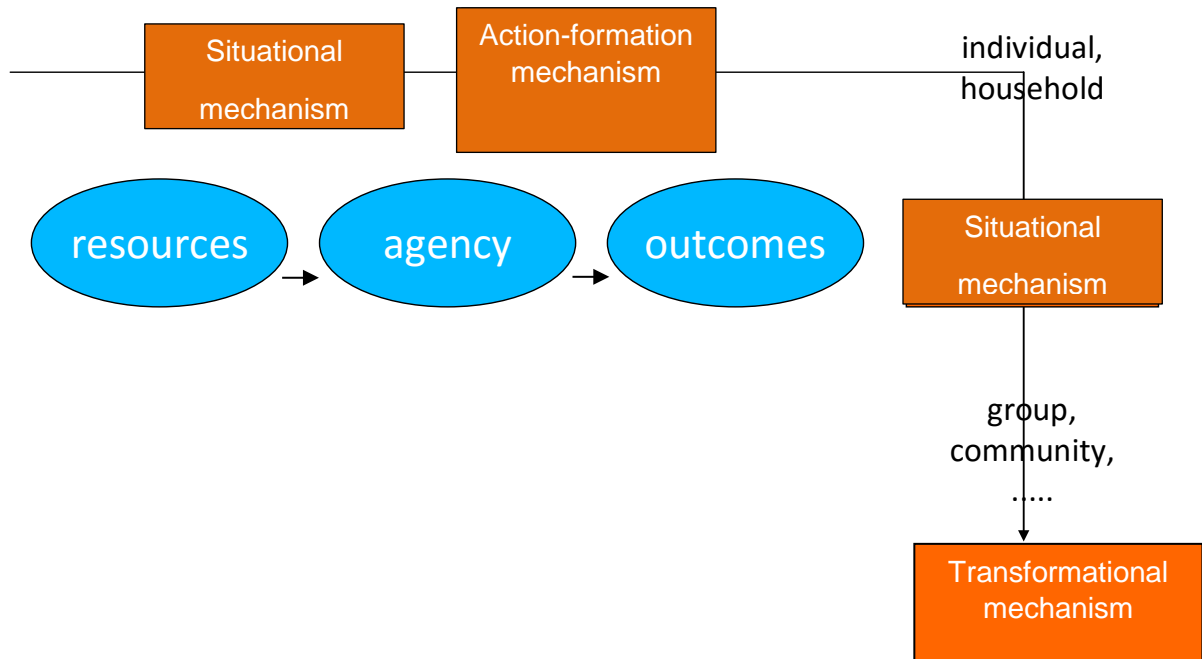 Situational
mechanism
Action-formation
mechanism
individual,
household
resources
agency
outcomes
Situational
mechanism
group,
community,
.....
Transformational
mechanism